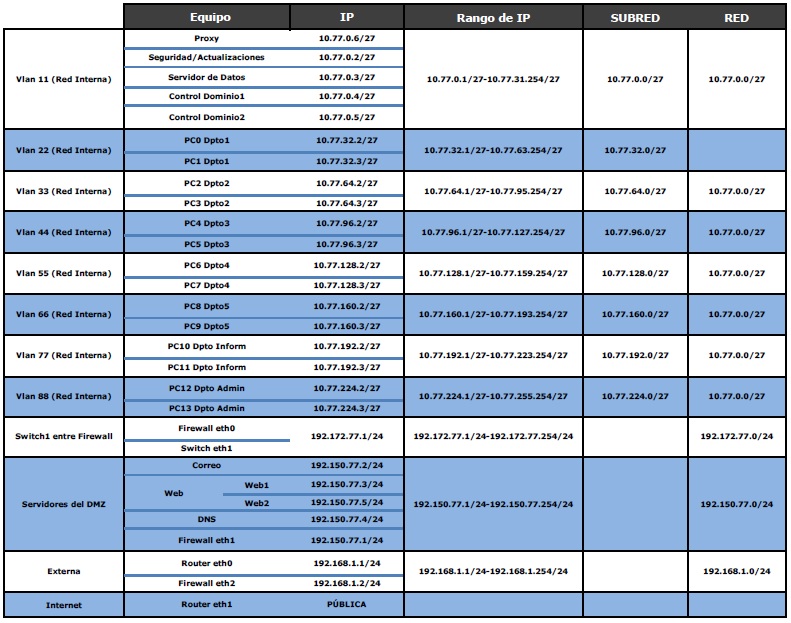 Equipo IP Rango de IP SUBRED RED
Vlan 11 (Red Interna)
Proxy 10.77.0.6/27
Seguridad/Actualizaciones 10.77.0.2/27
Servidor de Datos 10.77.0.3/27
Control Dominio1 10.77.0.4/27
Control Dominio2 10.77.0.5/27
10.77.0.1/27-10.77.31.254/27 10.77.0.0/27 10.77.0.0/27
Vlan 22 (Red Interna)
PC0 Dpto1 10.77.32.2/27
PC1 Dpto1 10.77.32.3/27
10.77.32.1/27-10.77.63.254/27 10.77.32.0/27
Vlan 33 (Red Interna)
PC2 Dpto2 10.77.64.2/27
PC3 Dpto2 10.77.64.3/27
10.77.64.1/27-10.77.95.254/27 10.77.64.0/27 10.77.0.0/27
Vlan 44 (Red Interna)
PC4 Dpto3 10.77.96.2/27
PC5 Dpto3 10.77.96.3/27
10.77.96.1/27-10.77.127.254/27 10.77.96.0/27 10.77.0.0/27
Vlan 55 (Red Interna)
PC6 Dpto4 10.77.128.2/27
PC7 Dpto4 10.77.128.3/27
10.77.128.1/27-10.77.159.254/27 10.77.128.0/27 10.77.0.0/27
Vlan 66 (Red Interna)
PC8 Dpto5 10.77.160.2/27
PC9 Dpto5 10.77.160.3/27
10.77.160.1/27-10.77.193.254/27 10.77.160.0/27 10.77.0.0/27
Vlan 77 (Red Interna)
PC10 Dpto Inform 10.77.192.2/27
PC11 Dpto Inform 10.77.192.3/27
10.77.192.1/27-10.77.223.254/27 10.77.192.0/27 10.77.0.0/27
Vlan 88 (Red Interna)
PC12 Dpto Admin 10.77.224.2/27
PC13 Dpto Admin 10.77.224.3/27
10.77.224.1/27-10.77.255.254/27 10.77.224.0/27 10.77.0.0/27
Switch1 entre Firewall
Firewall eth0
Switch eth1
192.172.77.1/24 192.172.77.1/24-192.172.77.254/24 192.172.77.0/24
Servidores del DMZ
Correo 192.150.77.2/24
Web
Web1 192.150.77.3/24
Web2 192.150.77.5/24
DNS 192.150.77.4/24
Firewall eth1 192.150.77.1/24
192.150.77.1/24-192.150.77.254/24 192.150.77.0/24
Externa
Router eth0 192.168.1.1/24
Firewall eth2 192.168.1.2/24
192.168.1.1/24-192.168.1.254/24 192.168.1.0/24
Internet Router eth1 PÚBLICA